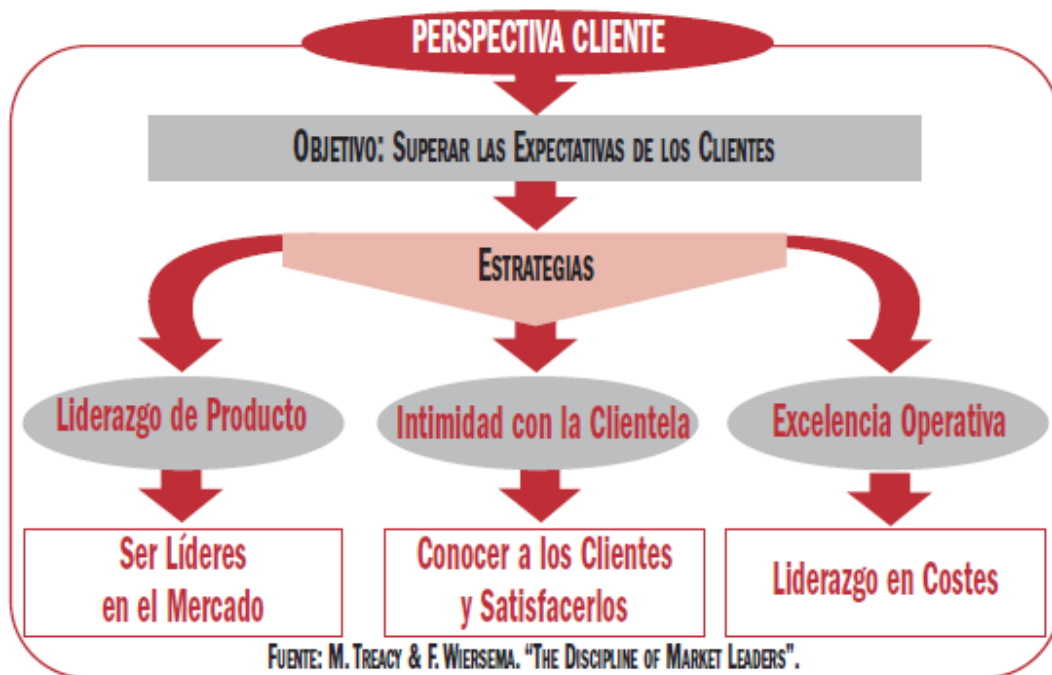 PERSPECTIVA CLIENTE
OBJETIVO: SUPERAR LAS EXPECTATIVAS DE LOS CLIENTES
ESTRATEGIAS
Liderazgo de Producto
Intimidad con la Clientela
Excelencia Operativa
Ser Líderes
en el Mercado
Conocer a los Clientes
y Satisfacerlos
Liderazgo en Costes
FUENTE: M. TREACY & F. WIERSEMA. “THE DISCIPLINE OF MARKET LEADERS”.